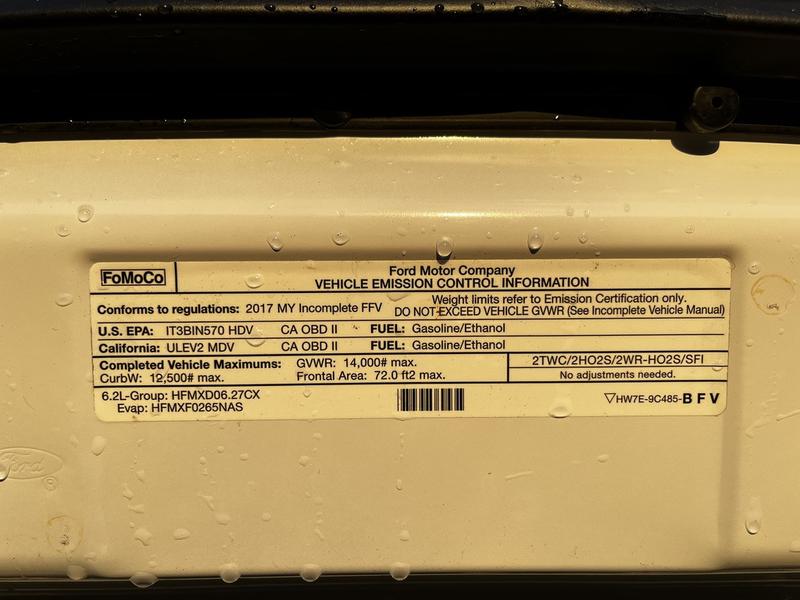 FoMoCo
Ford Motor Company
VEHICLE EMISSION CONTROL INFORMATION
Conforms to regulations: 2017 MY Incomplete FFV
Weight limits refer to Emission Certification only.
DO NOT EXCEED VEHICLE GVWR (See Incomplete Vehicle Manual)
U.S. EPA: IT3BIN570 HDV CA OBD II FUEL: Gasoline/Ethanol
California: ULEV2 MDV CA OBD II FUEL: Gasoline/Ethanol
Completed Vehicle Maximums: GVWR: 14,000# max.
CurbW: 12,500# max. Frontal Area: 72.0 ft2 max.
2TWC/2HO2S/2WR-HO2S/SFI
No adjustments needed.
6.2L-Group: HFMXD06.27CX
Evap: HFMXF0265NAS
▽HW7E-9C485-B F V
Ford